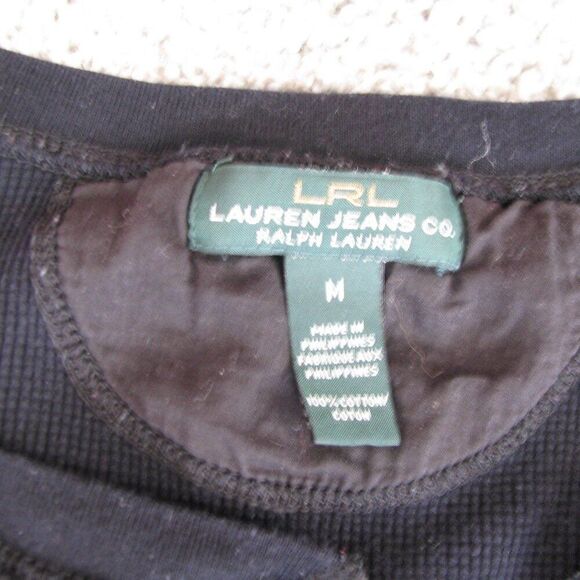 LRL
LAUREN JEANS CO.
RALPH LAUREN
M
MADE IN
PHILIPPINES
FABRIQUE AUX
PHILIPPINES
100% COTTON/
COTON